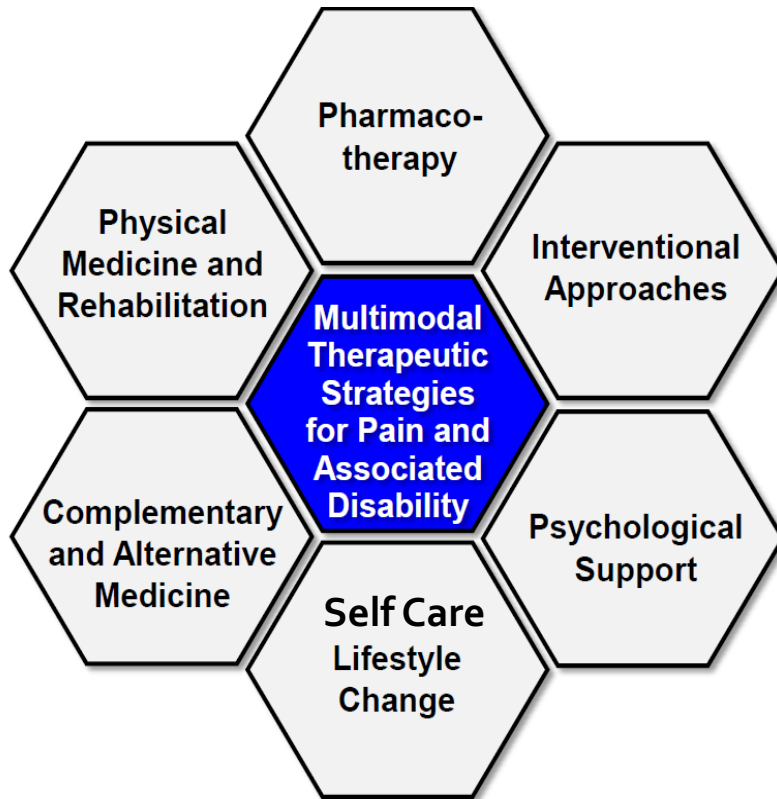 Pharmaco-
therapy
Physical
Medicine and
Rehabilitation
Interventional
Approaches
Multimodal
Therapeutic
Strategies
for Pain and
Associated
Disability
Complementary
and Alternative
Medicine
Psychological
Support
Self Care
Lifestyle
Change